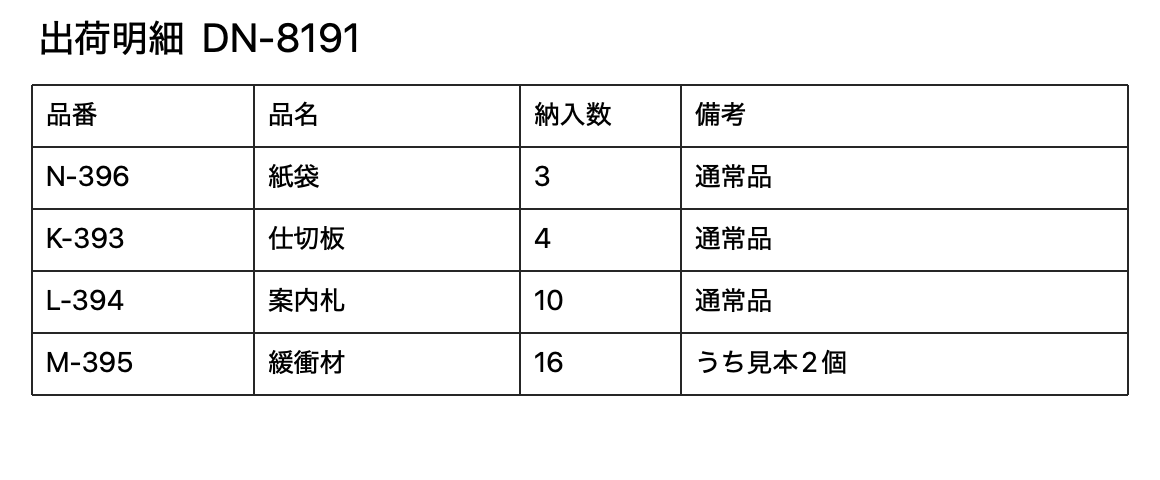 出荷明細 DN-8191
品番 品名 納入数 備考
N-396 紙袋 3 通常品
K-393 仕切板 4 通常品
L-394 案内札 10 通常品
M-395 緩衝材 16 うち見本2個